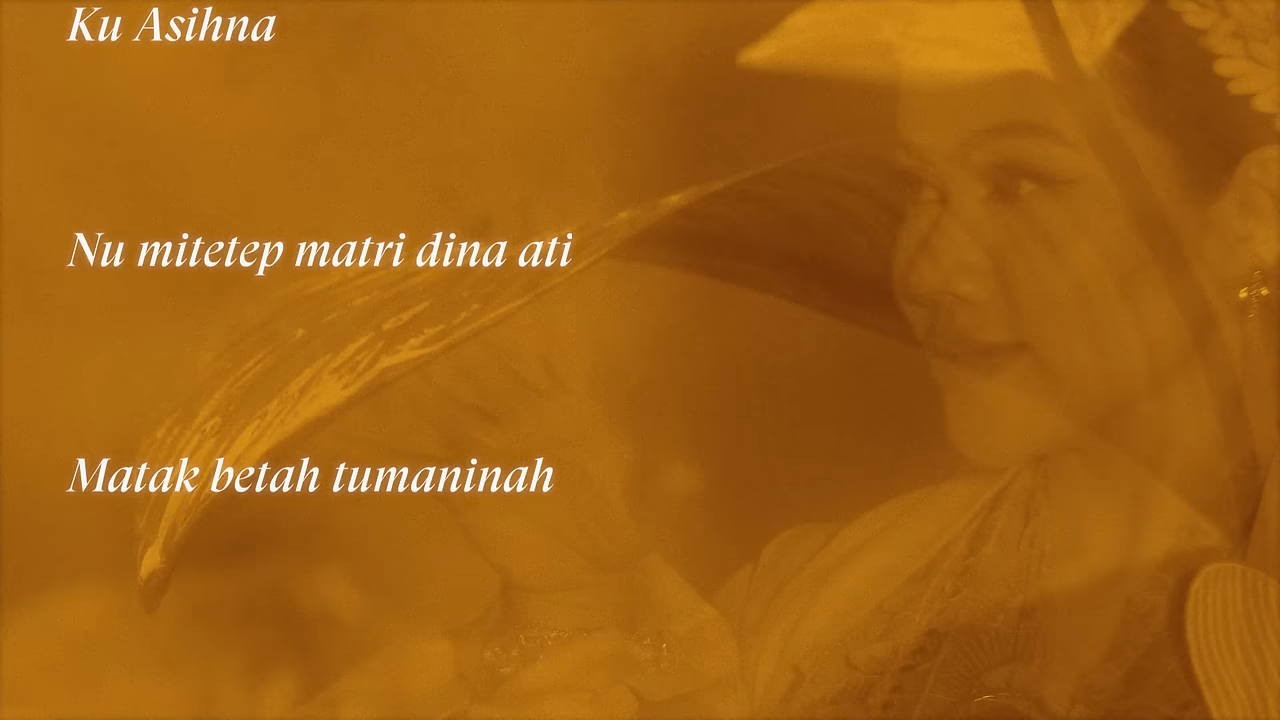 Ku Asihna
Nu mitetep matri dina ati
Matak betah tumaninah